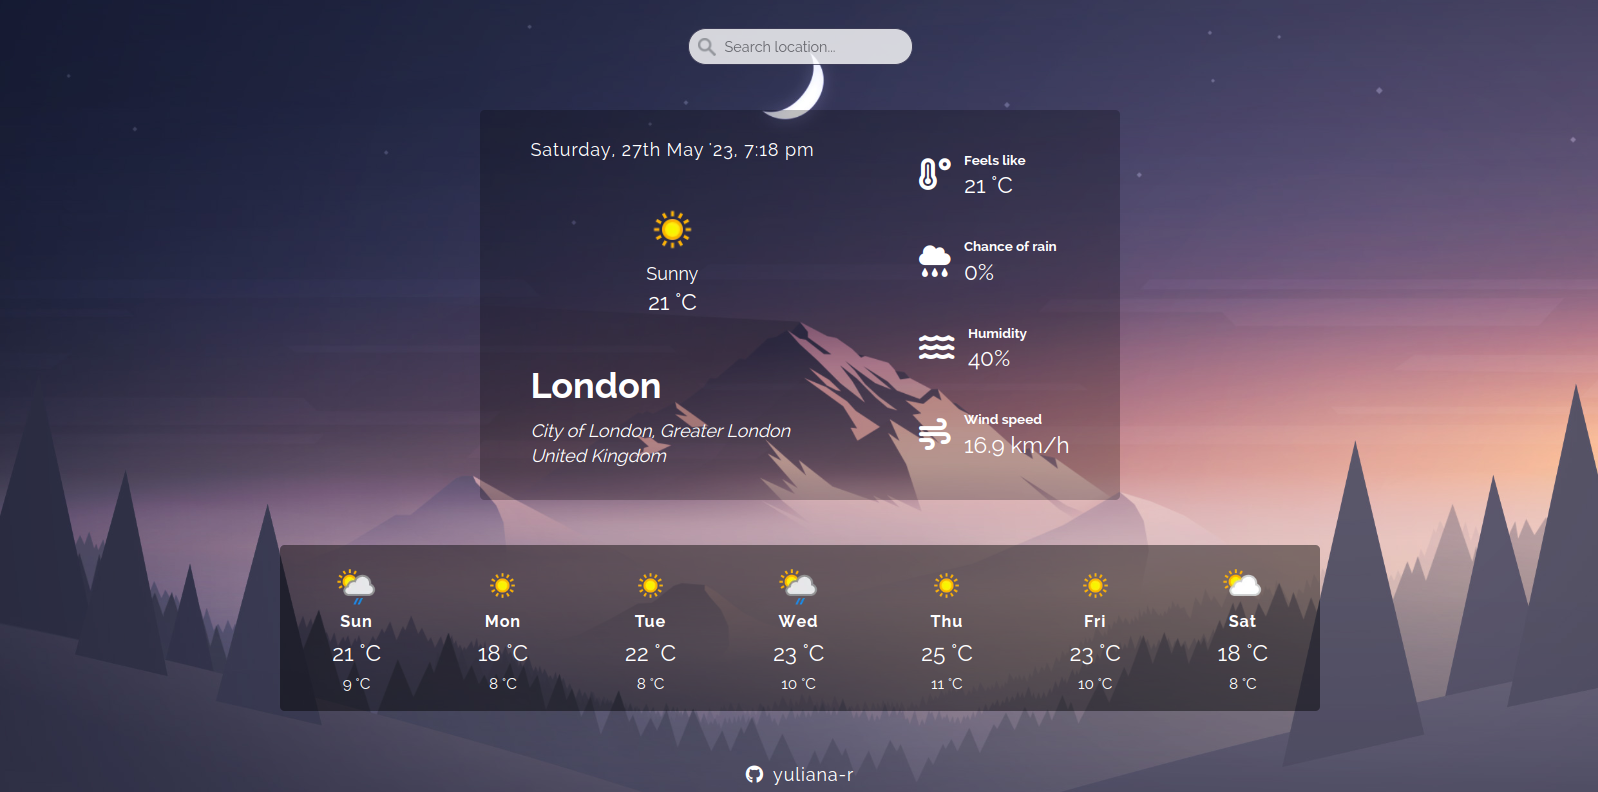 Search location...
Saturday, 27th May '23, 7:18 pm
Sunny
21 °C
London
City of London, Greater London
United Kingdom
Feels like
21 °C
Chance of rain
0%
Humidity
40%
Wind speed
16.9 km/h
Sun
21 °C
9 °C
Mon
18 °C
8 °C
Tue
22 °C
8 °C
Wed
23 °C
10 °C
Thu
25 °C
11 °C
Fri
23 °C
10 °C
Sat
18 °C
8 °C
yuliana-r